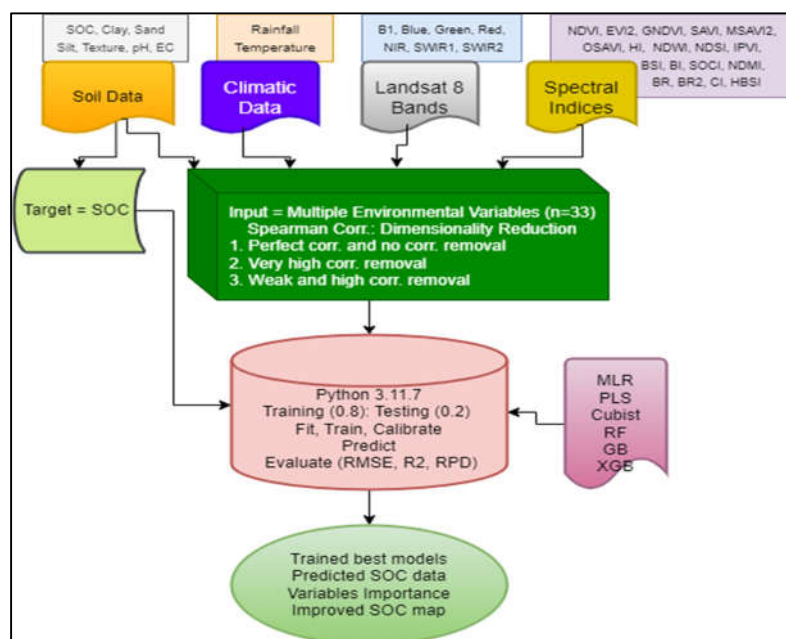 SOC, Clay, Sand
Silt, Texture, pH, EC
Rainfall
Temperature
B1, Blue, Green, Red,
NIR, SWIR1, SWIR2
NDVI, EVI2, GNDVI, SAVI, MSAVI2,
OSAVI, HI, NDWI, NDSI, IPVI,
BSI, BI, SOCI, NDMI,
BR, BR2, CI, HBSI
Soil Data
Climatic
Data
Landsat 8
Bands
Spectral
Indices
Target = SOC
Input = Multiple Environmental Variables (n=33)
Spearman Corr.: Dimensionality Reduction
1. Perfect corr. and no corr. removal
2. Very high corr. removal
3. Weak and high corr. removal
Python 3.11.7
Training (0.8): Testing (0.2)
Fit, Train, Calibrate
Predict
Evaluate (RMSE, R2, RPD)
MLR
PLS
Cubist
RF
GB
XGB
Trained best models
Predicted SOC data
Variables Importance
Improved SOC map